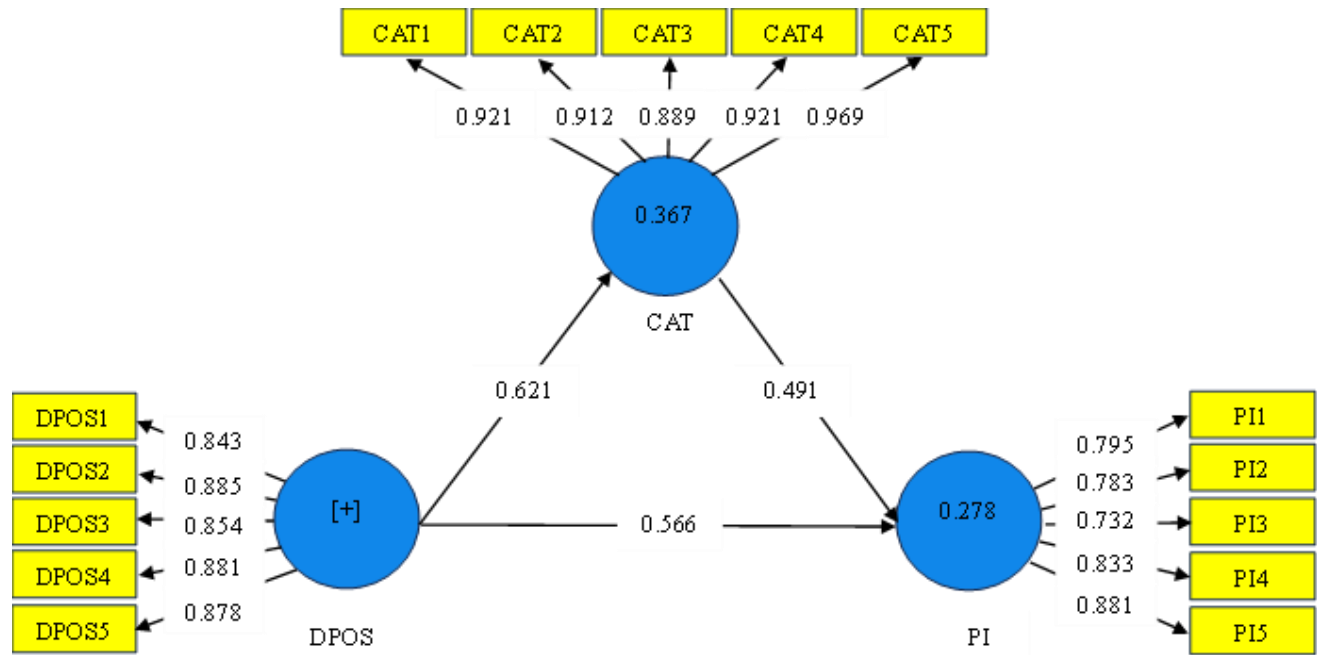 CAT1 CAT2 CAT3 CAT4 CAT5
0.921 0.912 0.889 0.921 0.969
0.367
CAT
0.621 0.491
DPOS1
DPOS2
DPOS3
DPOS4
DPOS5
0.843
0.885
0.854
0.881
0.878
[+]
DPOS
0.566
0.278
PI
0.795
0.783
0.732
0.833
0.881
PI1
PI2
PI3
PI4
PI5